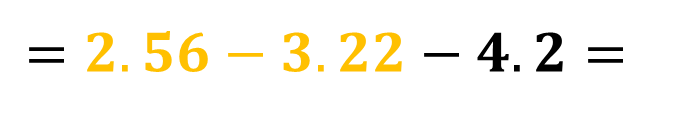 = 2.56 − 3.22 − 4.2 =